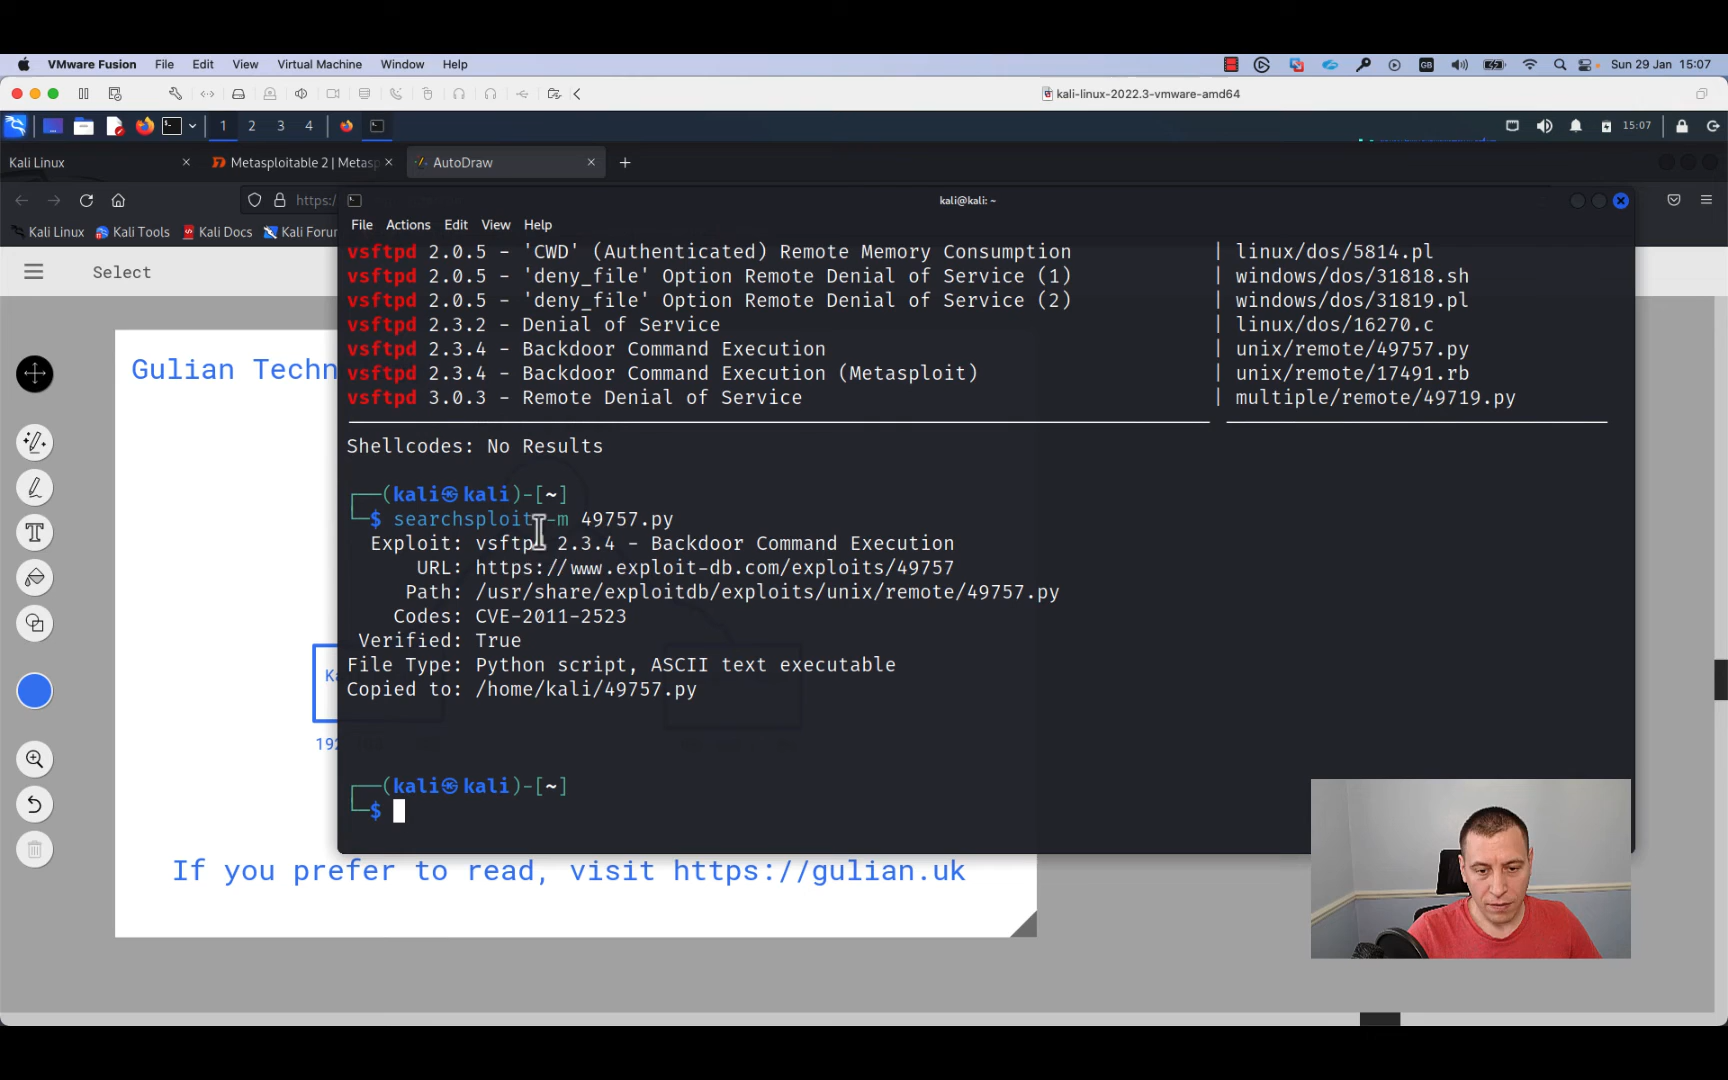 VMware Fusion File Edit View Virtual Machine Window Help GB Sun 29 Jan 15:07
kali-linux-2022.3-vmware-amd64
1 2 3 4 15:07
Kali Linux Metasploitable 2 | Metasp AutoDraw
https:/
kali@kali: ~
Kali Linux Kali Tools Kali Docs Kali Forum
File Actions Edit View Help
Select
vsftpd 2.0.5 - 'CWD' (Authenticated) Remote Memory Consumption | linux/dos/5814.pl
vsftpd 2.0.5 - 'deny_file' Option Remote Denial of Service (1) | windows/dos/31818.sh
vsftpd 2.0.5 - 'deny_file' Option Remote Denial of Service (2) | windows/dos/31819.pl
vsftpd 2.3.2 - Denial of Service | linux/dos/16270.c
vsftpd 2.3.4 - Backdoor Command Execution | unix/remote/49757.py
vsftpd 2.3.4 - Backdoor Command Execution (Metasploit) | unix/remote/17491.rb
vsftpd 3.0.3 - Remote Denial of Service | multiple/remote/49719.py
Gulian Techn
Shellcodes: No Results
(kali㉿kali)-[~]
$ searchsploit -m 49757.py
Exploit: vsftpd 2.3.4 - Backdoor Command Execution
URL: https://www.exploit-db.com/exploits/49757
Path: /usr/share/exploitdb/exploits/unix/remote/49757.py
Codes: CVE-2011-2523
Verified: True
File Type: Python script, ASCII text executable
Copied to: /home/kali/49757.py
(kali㉿kali)-[~]
$
If you prefer to read, visit https://gulian.uk